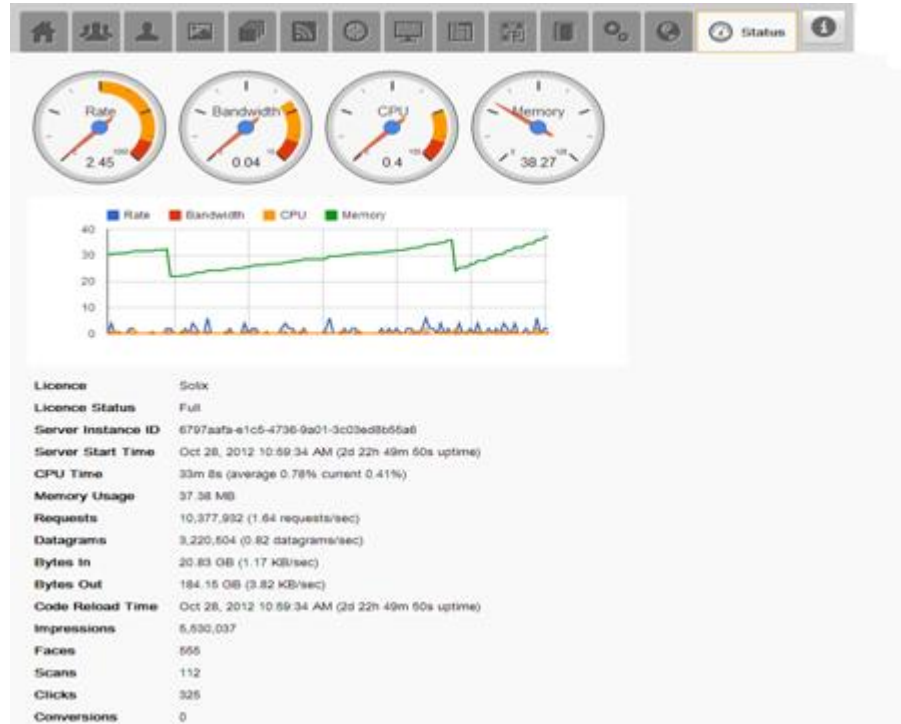 Status
Rate
2.45
Bandwidth
0.04
CPU
0.4
Memory
38.27
Rate Bandwidth CPU Memory
40
30
20
10
0
Licence Solix
Licence Status Full
Server Instance ID
Server Start Time Oct 28, 2012 10:59:34 AM (2d 22h 49m 50s uptime)
CPU Time 33m 8s (average 0.78% current 0.41%)
Memory Usage 37.38 MB
Requests 10,377,932 (1.64 requests/sec)
Datagrams 3,220,504 (0.82 datagrams/sec)
Bytes In 20.83 GB (1.17 KB/sec)
Bytes Out 184.15 GB (3.82 KB/sec)
Code Reload Time Oct 28, 2012 10:59:34 AM (2d 22h 49m 50s uptime)
Impressions 5,530,037
Faces 555
Scans 112
Clicks 325
Conversions 0